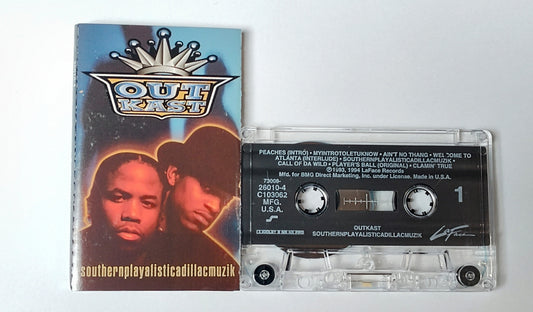 OUT
KAST
southernplayalisticadillacmuzik
PEACHES (INTRO) • MYINTROTOLETUKNOW • AIN'T NO THANG • WELCOME TO
ATLANTA (INTERLUDE) • SOUTHERNPLAYALISTICADILLACMUZIK •
CALL OF DA WILD • PLAYER'S BALL (ORIGINAL) • CLAIMIN' TRUE
℗ 1993, 1994 LaFace Records
Mfd. for BMG Direct Marketing, Inc. under License. Made in U.S.A.
73008-
26010-4
C103062
MFG.
U.S.A.
1
S
OUTKAST
SOUTHERNPLAYALISTICADILLACMUZIK
LaFace